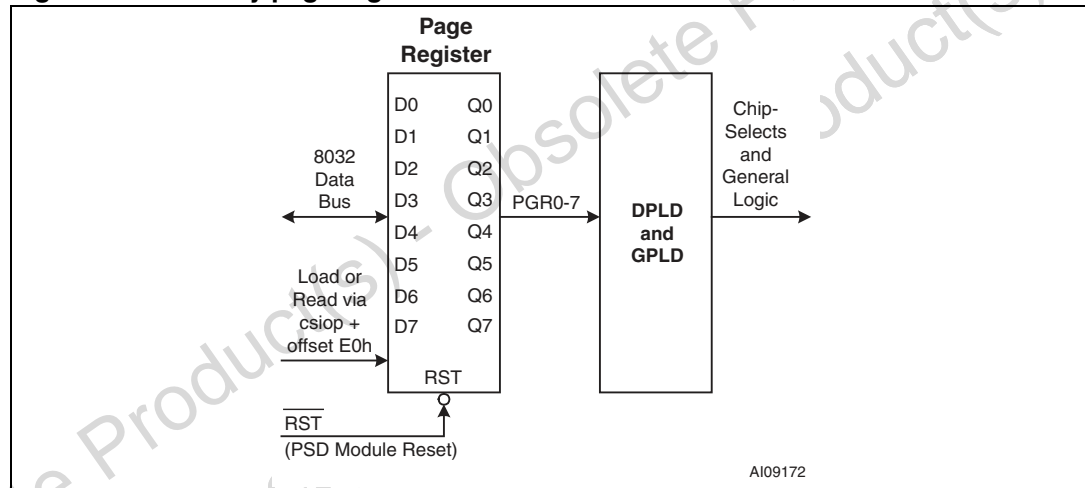 Page
Register
D0 Q0
D1 Q1
D2 Q2
D3 Q3
D4 Q4
D5 Q5
D6 Q6
D7 Q7
RST
8032
Data
Bus
Load or
Read via
csiop +
offset E0h
RST
(PSD Module Reset)
PGR0-7
DPLD
and
GPLD
Chip-
Selects
and
General
Logic
AI09172
Product(s) - Obsolete